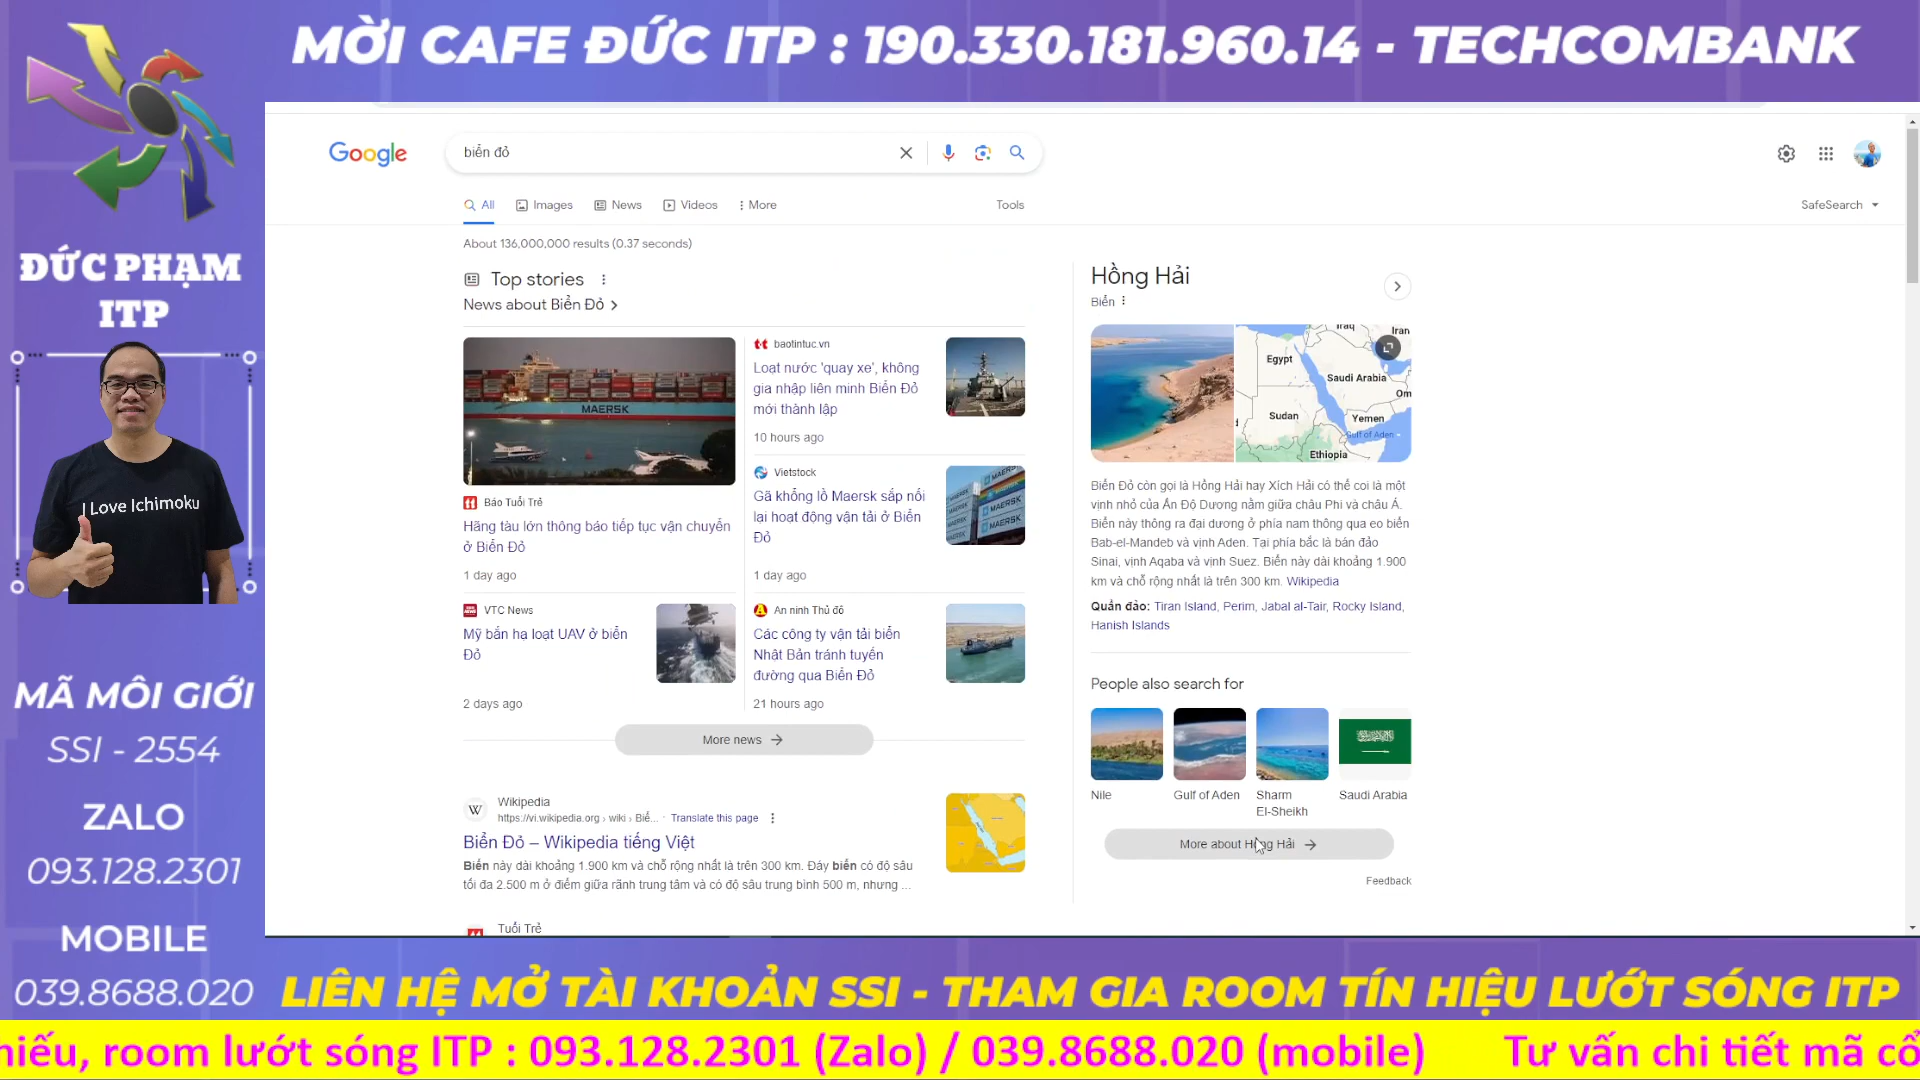 MỜI CAFE ĐỨC ITP : 190.330.181.960.14 - TECHCOMBANK
ĐỨC PHẠM
ITP
I Love Ichimoku
MÃ MÔI GIỚI
SSI - 2554
ZALO
093.128.2301
MOBILE
039.8688.020
Google
biển đỏ
All
Images
News
Videos
More
Tools
SafeSearch
About 136,000,000 results (0.37 seconds)
Top stories
News about Biển Đỏ
MAERSK
Báo Tuổi Trẻ
Hãng tàu lớn thông báo tiếp tục vận chuyển
ở Biển Đỏ
1 day ago
baotintuc.vn
Loạt nước 'quay xe', không
gia nhập liên minh Biển Đỏ
mới thành lập
10 hours ago
Vietstock
Gã khổng lồ Maersk sắp nối
lại hoạt động vận tải ở Biển
Đỏ
MAERSK
MAERSK
1 day ago
VTC News
Mỹ bắn hạ loạt UAV ở biển
Đỏ
2 days ago
An ninh Thủ đô
Các công ty vận tải biển
Nhật Bản tránh tuyến
đường qua Biển Đỏ
21 hours ago
More news
Wikipedia
https://vi.wikipedia.org › wiki › Biể... · Translate this page
Biển Đỏ – Wikipedia tiếng Việt
Biển này dài khoảng 1.900 km và chỗ rộng nhất là trên 300 km. Đáy biển có độ sâu
tối đa 2.500 m ở điểm giữa rãnh trung tâm và có độ sâu trung bình 500 m, nhưng ...
Tuổi Trẻ
Hồng Hải
Biển
Iraq
Iran
Egypt
Saudi Arabia
Om
Sudan
Yemen
Gulf of Aden
Ethiopia
Biển Đỏ còn gọi là Hồng Hải hay Xích Hải có thể coi là một
vịnh nhỏ của Ấn Độ Dương nằm giữa châu Phi và châu Á.
Biển này thông ra đại dương ở phía nam thông qua eo biển
Bab-el-Mandeb và vịnh Aden. Tại phía bắc là bán đảo
Sinai, vịnh Aqaba và vịnh Suez. Biển này dài khoảng 1.900
km và chỗ rộng nhất là trên 300 km. Wikipedia
Quần đảo: Tiran Island, Perim, Jabal al-Tair, Rocky Island,
Hanish Islands
People also search for
Nile
Gulf of Aden
Sharm
El-Sheikh
Saudi Arabia
More about Hồng Hải
Feedback
LIÊN HỆ MỞ TÀI KHOẢN SSI - THAM GIA ROOM TÍN HIỆU LƯỚT SÓNG ITP
hiếu, room lướt sóng ITP : 093.128.2301 (Zalo) / 039.8688.020 (mobile) Tư vấn chi tiết mã cổ